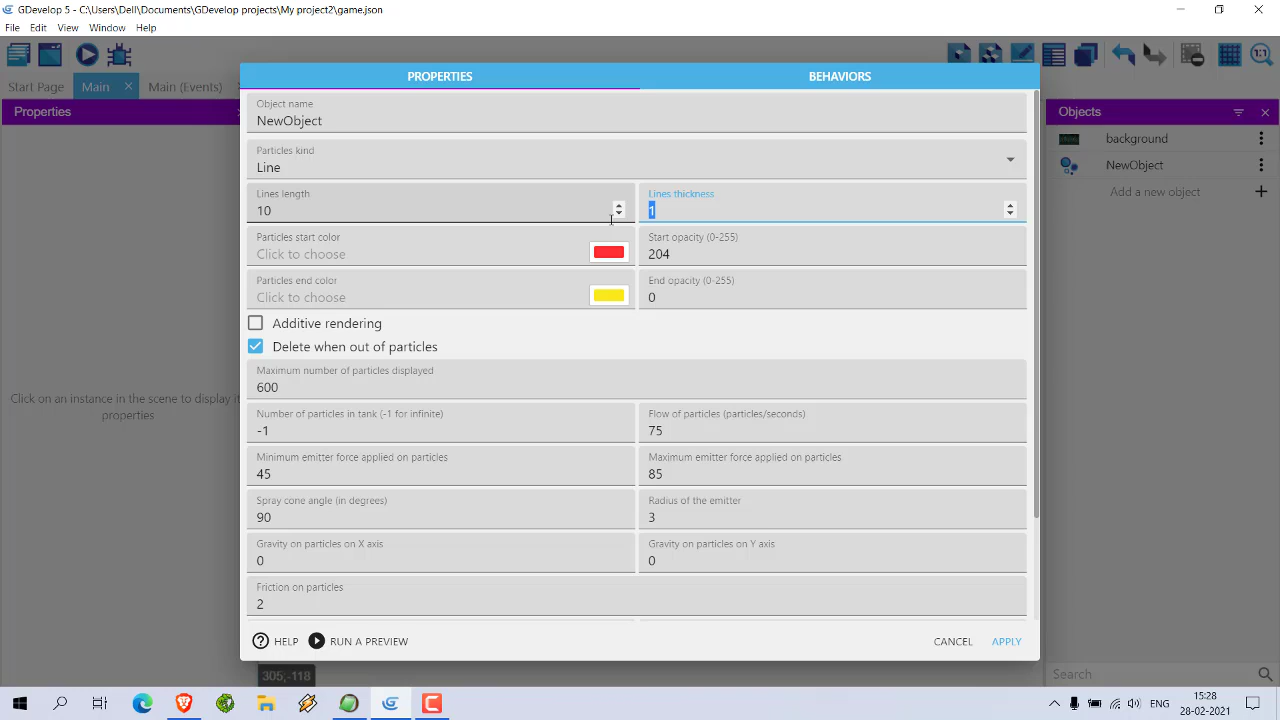 GDevelop 5 - C:\Users\Dell\Documents\GDevelop projects\My project2\game.json
File Edit View Window Help
Start Page Main Main (Events)
Properties
Click on an instance in the scene to display it
properties
PROPERTIES BEHAVIORS
Object name
NewObject
Particles kind
Line
Lines length Lines thickness
10 1
Particles start color Start opacity (0-255)
Click to choose 204
Particles end color End opacity (0-255)
Click to choose 0
Additive rendering
Delete when out of particles
Maximum number of particles displayed
600
Number of particles in tank (-1 for infinite) Flow of particles (particles/seconds)
-1 75
Minimum emitter force applied on particles Maximum emitter force applied on particles
45 85
Spray cone angle (in degrees) Radius of the emitter
90 3
Gravity on particles on X axis Gravity on particles on Y axis
0 0
Friction on particles
2
HELP RUN A PREVIEW CANCEL APPLY
305;-118
Objects
background
NewObject
Add a new object
Search
1:1
ENG 15:28
28-02-2021